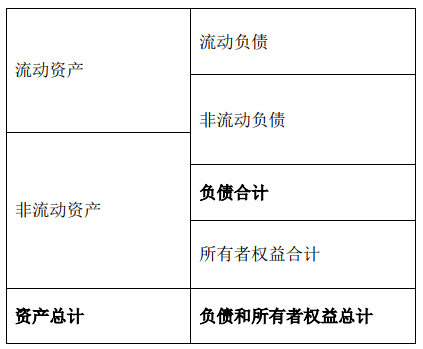 流动资产
非流动资产
资产总计
流动负债
非流动负债
负债合计
所有者权益合计
负债和所有者权益总计